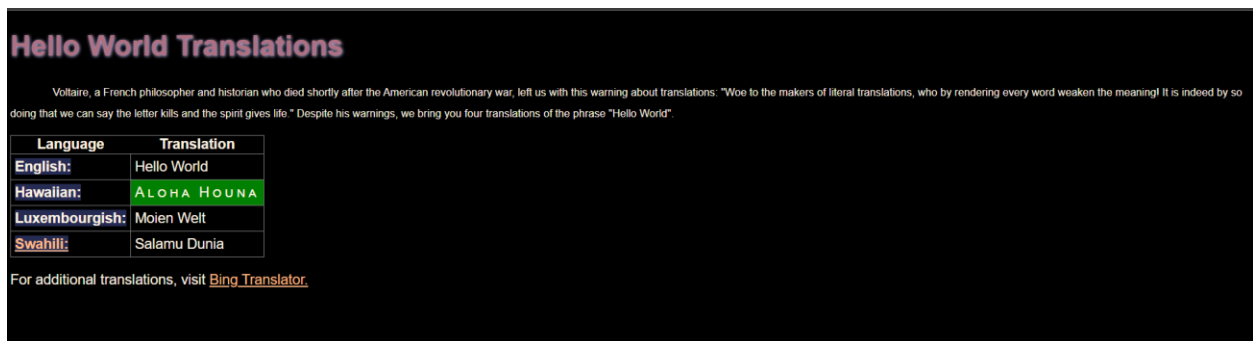 Hello World Translations
Voltaire, a French philosopher and historian who died shortly after the American revolutionary war, left us with this warning about translations: "Woe to the makers of literal translations, who by rendering every word weaken the meaning! It is indeed by so
doing that we can say the letter kills and the spirit gives life." Despite his warnings, we bring you four translations of the phrase "Hello World".
Language Translation
English: Hello World
Hawaiian: ALOHA HOUNA
Luxembourgish: Moien Welt
Swahili: Salamu Dunia
For additional translations, visit Bing Translator.